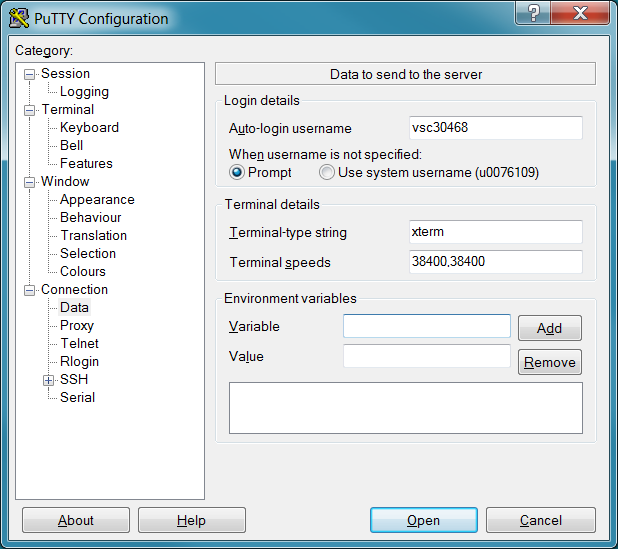 PuTTY Configuration
Category:
Session
Logging
Terminal
Keyboard
Bell
Features
Window
Appearance
Behaviour
Translation
Selection
Colours
Connection
Data
Proxy
Telnet
Rlogin
SSH
Serial
Data to send to the server
Login details
Auto-login username
vsc30468
When username is not specified:
Prompt
Use system username (u0076109)
Terminal details
Terminal-type string
xterm
Terminal speeds
38400,38400
Environment variables
Variable
Add
Value
Remove
About
Help
Open
Cancel